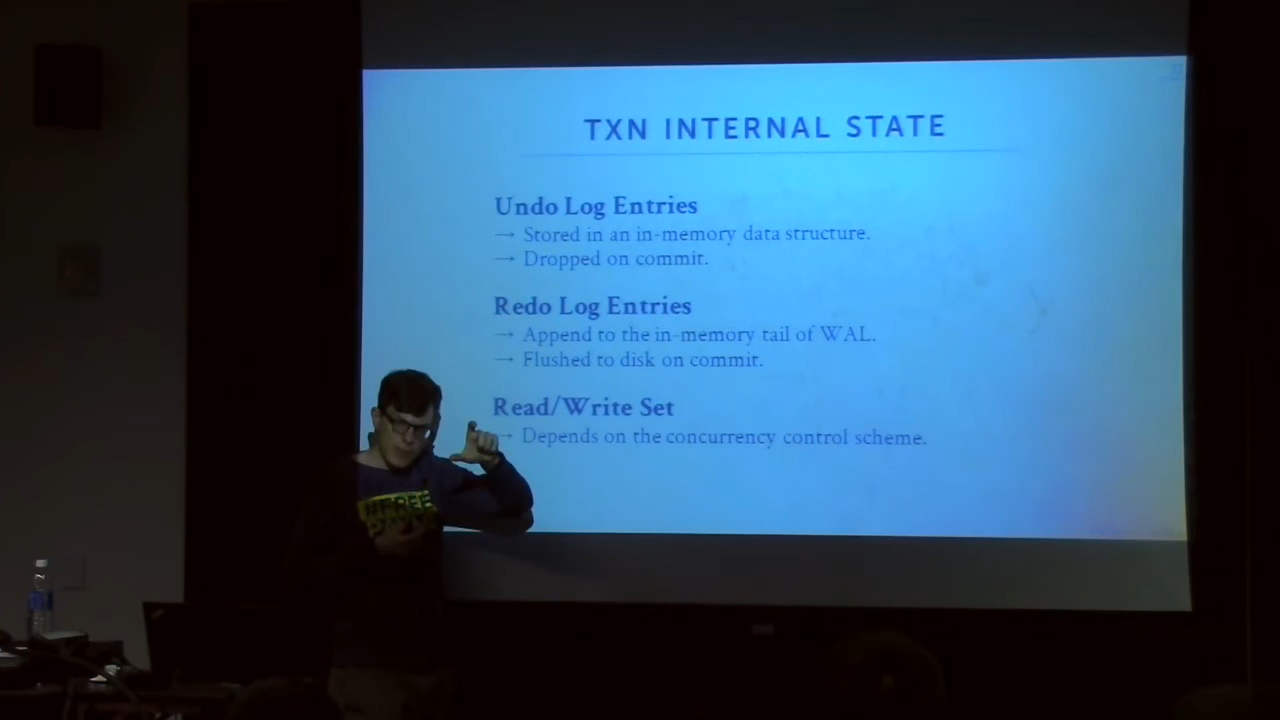 TXN INTERNAL STATE
Undo Log Entries
→ Stored in an in-memory data structure.
→ Dropped on commit.
Redo Log Entries
→ Append to the in-memory tail of WAL.
→ Flushed to disk on commit.
Read/Write Set
→ Depends on the concurrency control scheme.
#FREE